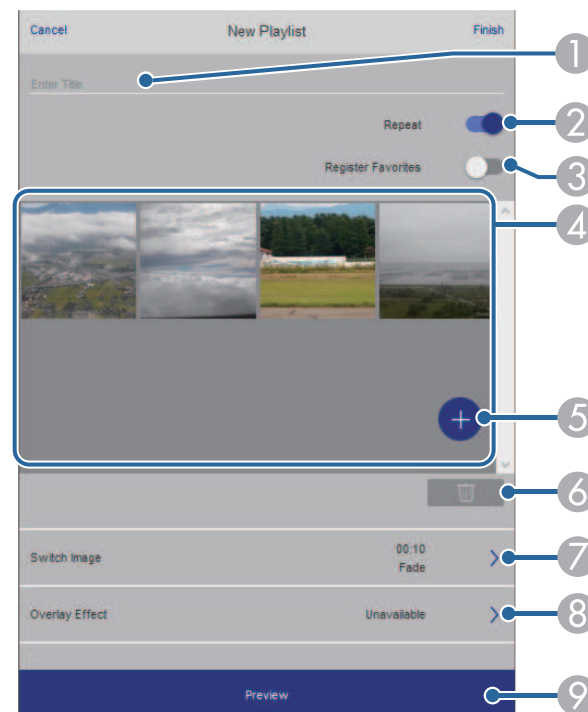 Cancel New Playlist Finish
1
Enter Title
Repeat 2
Register Favorites 3
4
+ 5
6
Switch Image 00:10 7
Fade
Overlay Effect Unavailable 8
Preview 9